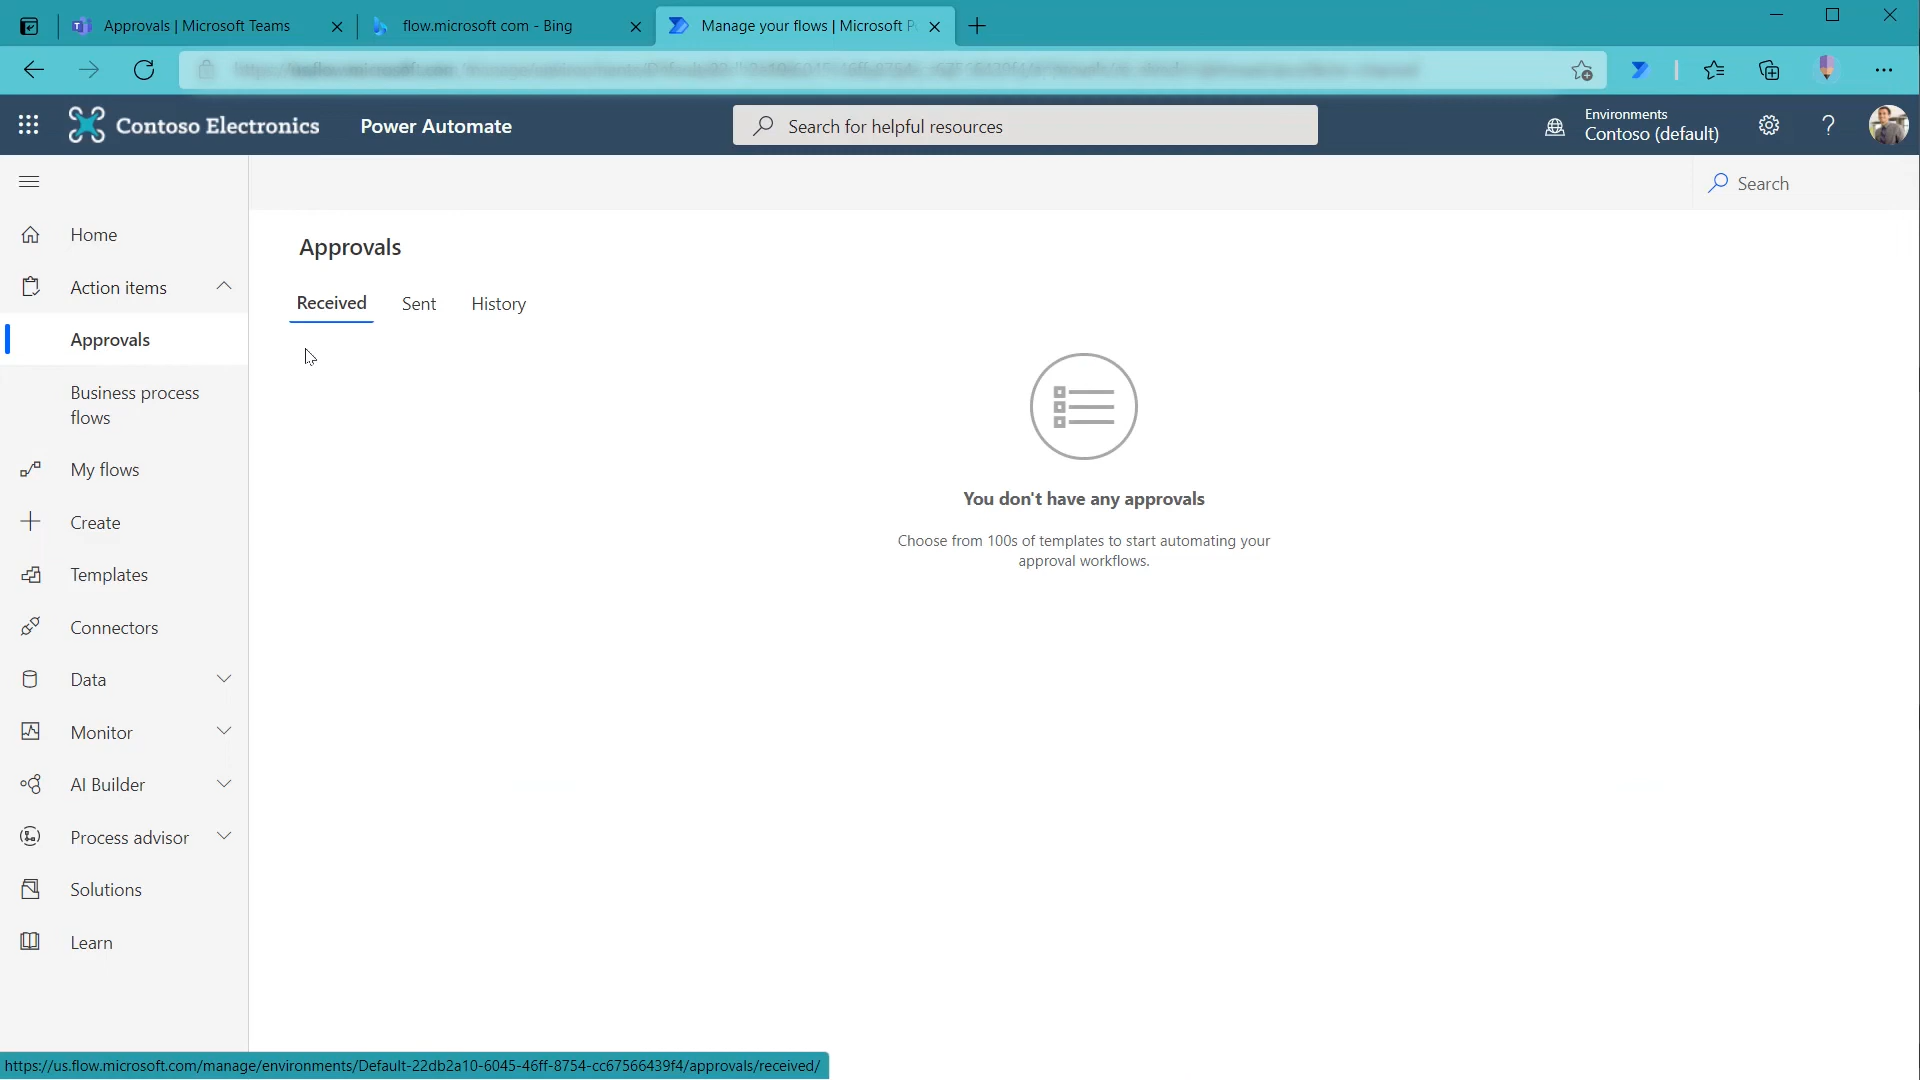 Approvals | Microsoft Teams
flow.microsoft com - Bing
Manage your flows | Microsoft P
Contoso Electronics
Power Automate
Search for helpful resources
Environments
Contoso (default)
Search
Home
Action items
Approvals
Business process
flows
My flows
Create
Templates
Connectors
Data
Monitor
AI Builder
Process advisor
Solutions
Learn
Approvals
Received
Sent
History
You don't have any approvals
Choose from 100s of templates to start automating your
approval workflows.
https://us.flow.microsoft.com/manage/environments/Default-22db2a10-6045-46ff-8754-cc67566439f4/approvals/received/